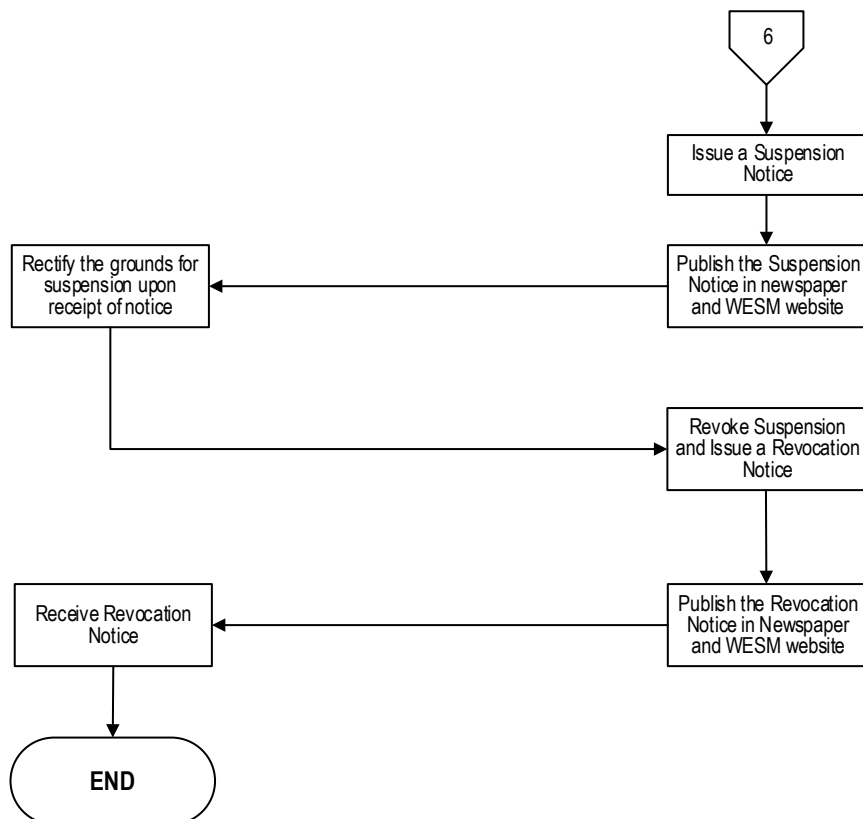 6
Issue a Suspension
Notice
Rectify the grounds for
suspension upon
receipt of notice
Publish the Suspension
Notice in newspaper
and WESM website
Revoke Suspension
and Issue a Revocation
Notice
Receive Revocation
Notice
Publish the Revocation
Notice in Newspaper
and WESM website
END